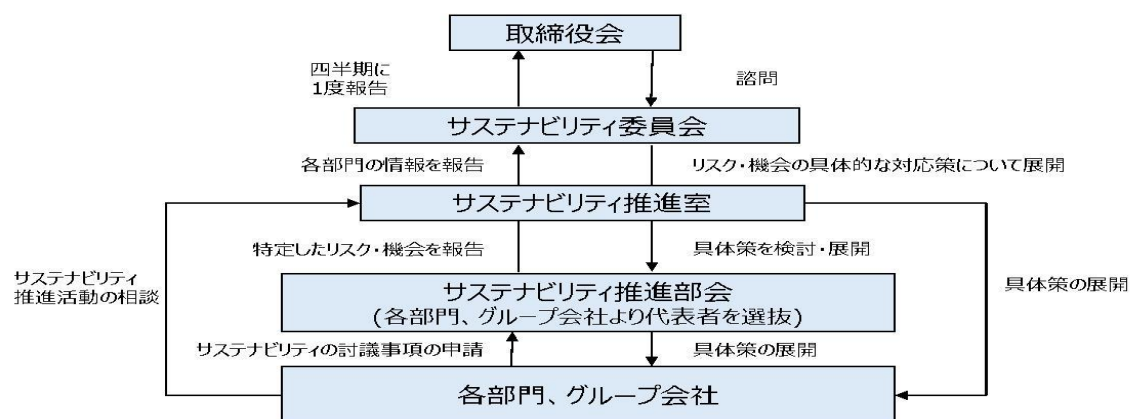 取締役会
四半期に
1度報告
諮問
サステナビリティ委員会
各部門の情報を報告
リスク・機会の具体的な対応策について展開
サステナビリティ推進室
特定したリスク・機会を報告
具体策を検討・展開
サステナビリティ
推進活動の相談
具体策の展開
サステナビリティ推進部会
(各部門、グループ会社より代表者を選抜)
サステナビリティの討議事項の申請
具体策の展開
各部門、グループ会社